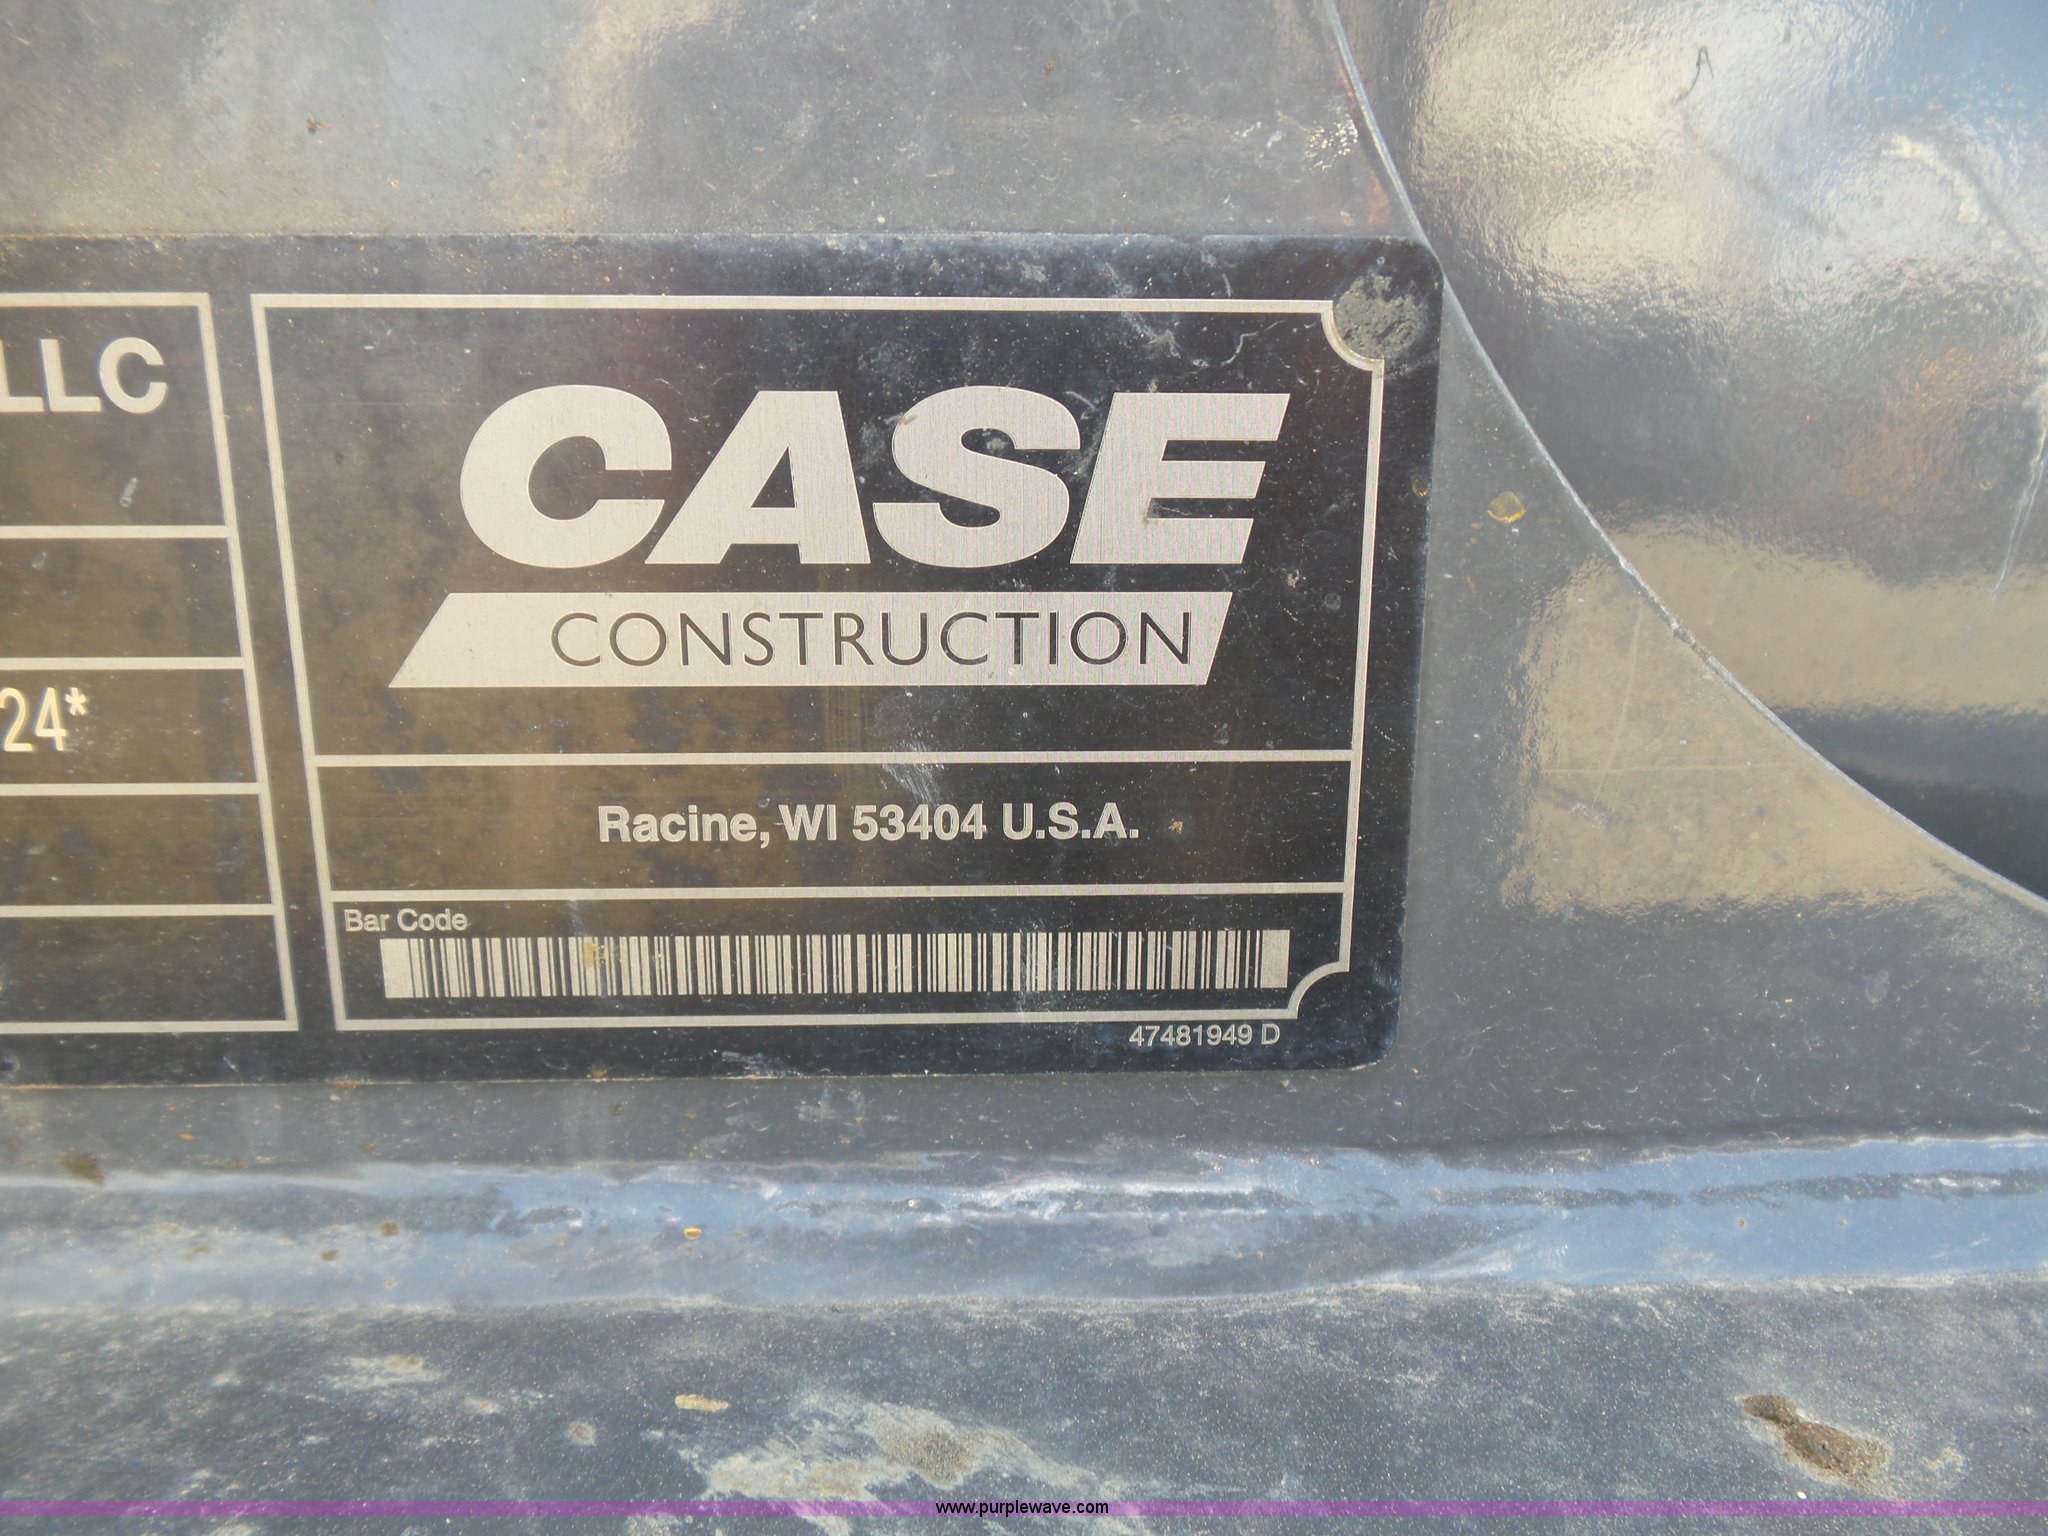 LLC
24*
CASE
CONSTRUCTION
Racine, WI 53404 U.S.A.
Bar Code
47481949 D
www.purplewave.com